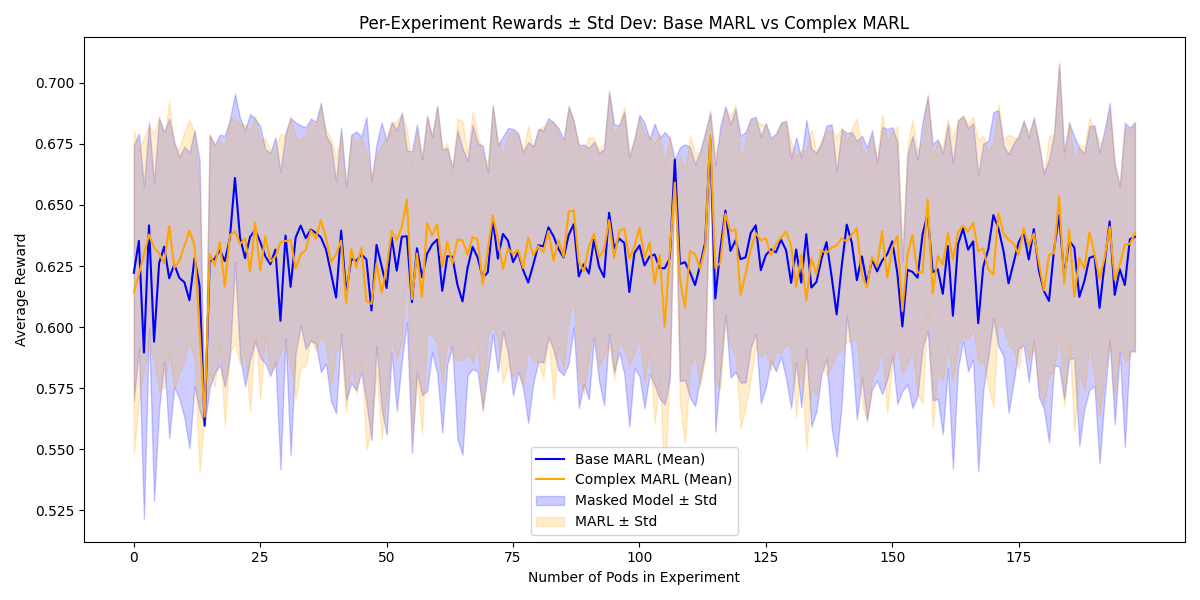 Per-Experiment Rewards ± Std Dev: Base MARL vs Complex MARL
Average Reward
0.700
0.675
0.650
0.625
0.600
0.575
0.550
0.525
Base MARL (Mean)
Complex MARL (Mean)
Masked Model ± Std
MARL ± Std
0 25 50 75 100 125 150 175
Number of Pods in Experiment